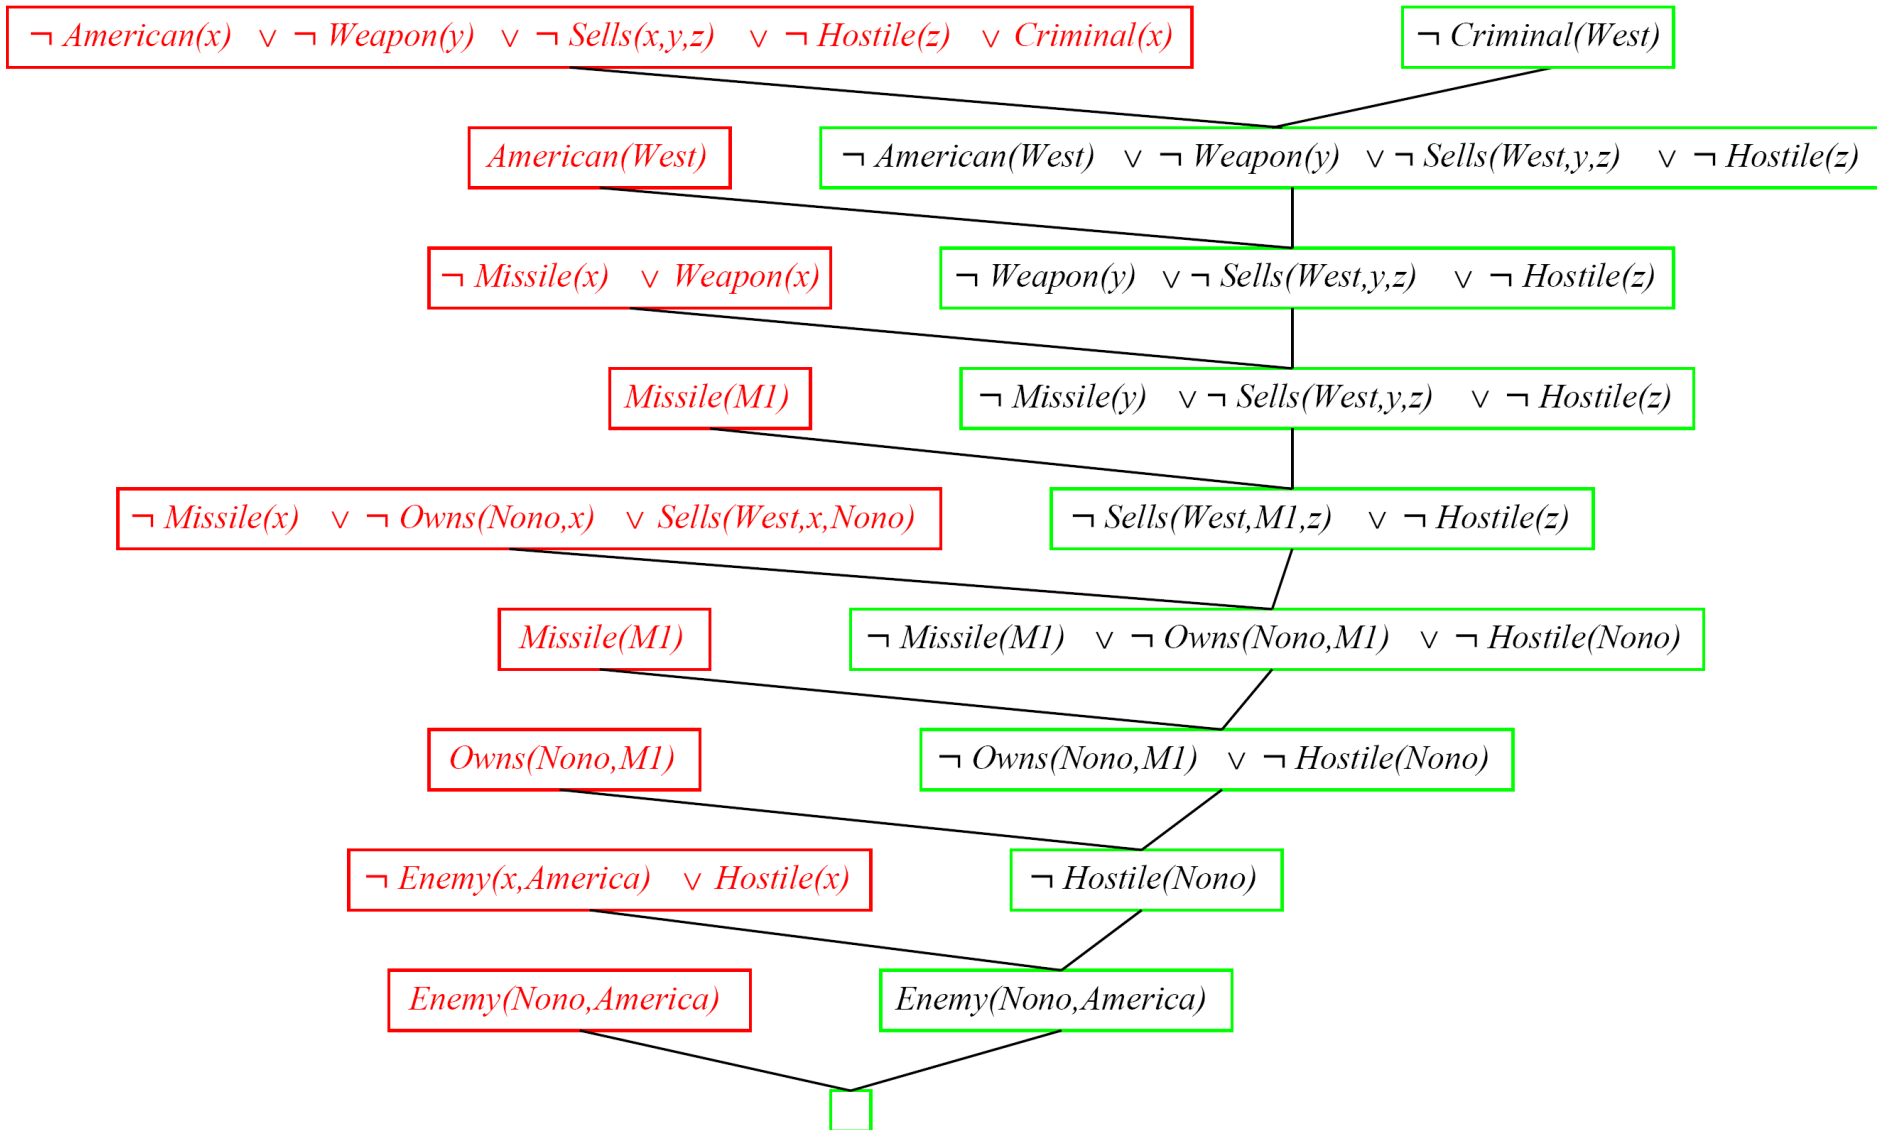 ¬ American(x) ∨ ¬ Weapon(y) ∨ ¬ Sells(x,y,z) ∨ ¬ Hostile(z) ∨ Criminal(x)
¬ Criminal(West)
American(West)
¬ American(West) ∨ ¬ Weapon(y) ∨ ¬ Sells(West,y,z) ∨ ¬ Hostile(z)
¬ Missile(x) ∨ Weapon(x)
¬ Weapon(y) ∨ ¬ Sells(West,y,z) ∨ ¬ Hostile(z)
Missile(M1)
¬ Missile(y) ∨ ¬ Sells(West,y,z) ∨ ¬ Hostile(z)
¬ Missile(x) ∨ ¬ Owns(Nono,x) ∨ Sells(West,x,Nono)
¬ Sells(West,M1,z) ∨ ¬ Hostile(z)
Missile(M1)
¬ Missile(M1) ∨ ¬ Owns(Nono,M1) ∨ ¬ Hostile(Nono)
Owns(Nono,M1)
¬ Owns(Nono,M1) ∨ ¬ Hostile(Nono)
¬ Enemy(x,America) ∨ Hostile(x)
¬ Hostile(Nono)
Enemy(Nono,America)
Enemy(Nono,America)